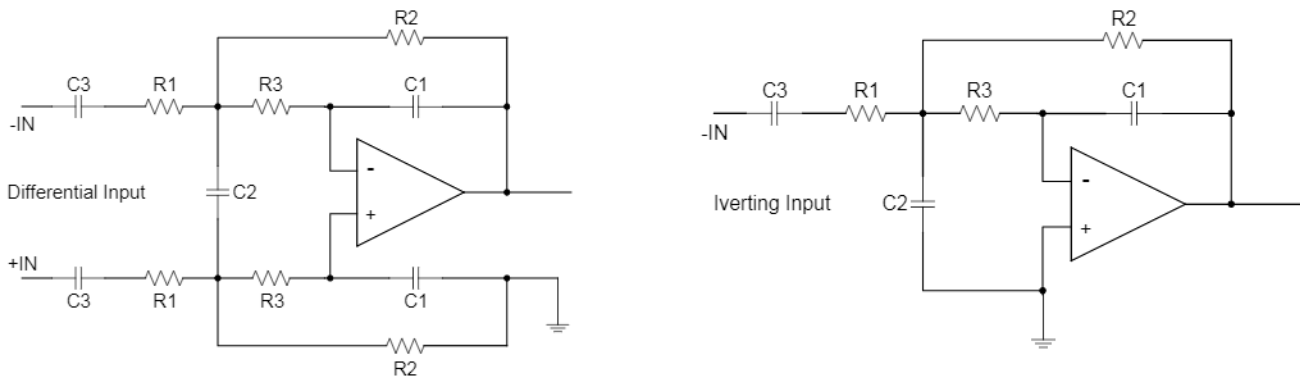 R2
C3 R1 R3 C1
-IN
Differential Input
C2
-
+
+IN
C3 R1 R3 C1
R2
R2
C3 R1 R3 C1
-IN
Iverting Input
C2
-
+